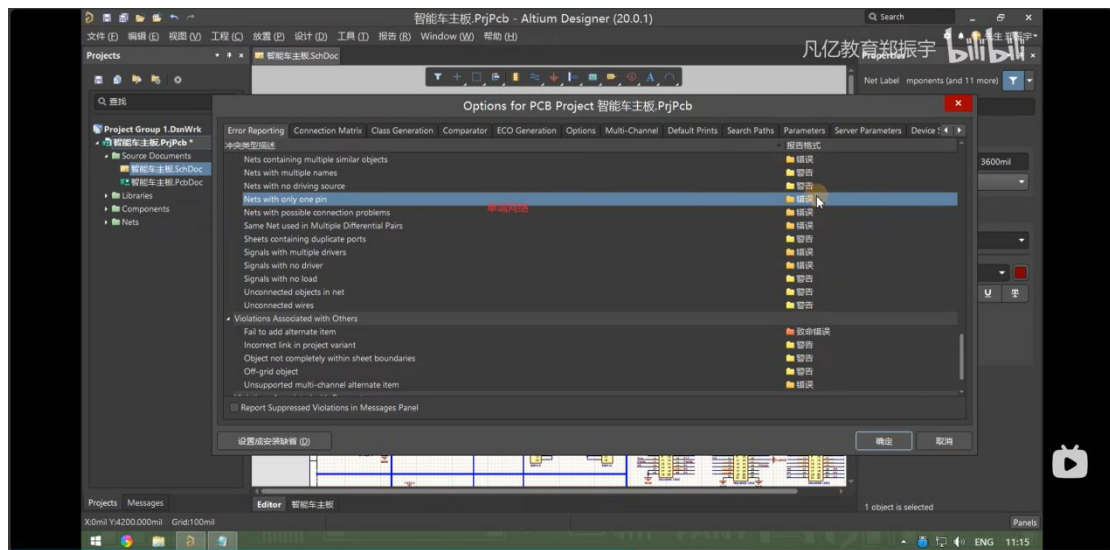 智能车主板.PrjPcb - Altium Designer (20.0.1)
Search
文件 (F) 编辑 (E) 视图 (V) 工程 (C) 放置 (P) 设计 (D) 工具 (T) 报告 (R) Window (W) 帮助 (H)
凡亿教育郑振宇
bilibili
Projects
智能车主板.SchDoc
Properties
Net Label mponents (and 11 more)
查找
Options for PCB Project 智能车主板.PrjPcb
Project Group 1.DsnWrk
智能车主板.PrjPcb *
Source Documents
智能车主板.SchDoc
智能车主板.PcbDoc
Libraries
Components
Nets
Error Reporting Connection Matrix Class Generation Comparator ECO Generation Options Multi-Channel Default Prints Search Paths Parameters Server Parameters Device
冲突类型描述 报告格式
Nets containing multiple similar objects 错误
Nets with multiple names 警告
Nets with no driving source 警告
Nets with only one pin 错误
单端网络
Nets with possible connection problems 错误
Same Net used in Multiple Differential Pairs 错误
Sheets containing duplicate ports 警告
Signals with multiple drivers 错误
Signals with no driver 错误
Signals with no load 警告
Unconnected objects in net 警告
Unconnected wires 警告
Violations Associated with Others
Fail to add alternate item 致命错误
Incorrect link in project variant 警告
Object not completely within sheet boundaries 警告
Off-grid object 警告
Unsupported multi-channel alternate item 错误
Report Suppressed Violations in Messages Panel
设置成安装缺省 (D) 确定 取消
3600mil
Projects Messages
Editor 智能车主板
1 object is selected
X:0mil Y:4200.000mil Grid:100mil
Panels
ENG 11:15